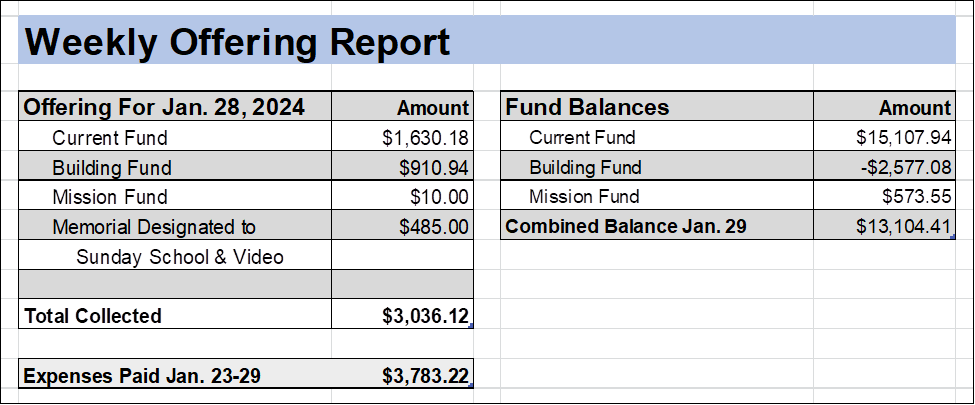 Weekly Offering Report
Offering For Jan. 28, 2024 Amount
Current Fund $1,630.18
Building Fund $910.94
Mission Fund $10.00
Memorial Designated to $485.00
Sunday School & Video
Total Collected $3,036.12
Expenses Paid Jan. 23-29 $3,783.22
Fund Balances Amount
Current Fund $15,107.94
Building Fund -$2,577.08
Mission Fund $573.55
Combined Balance Jan. 29 $13,104.41